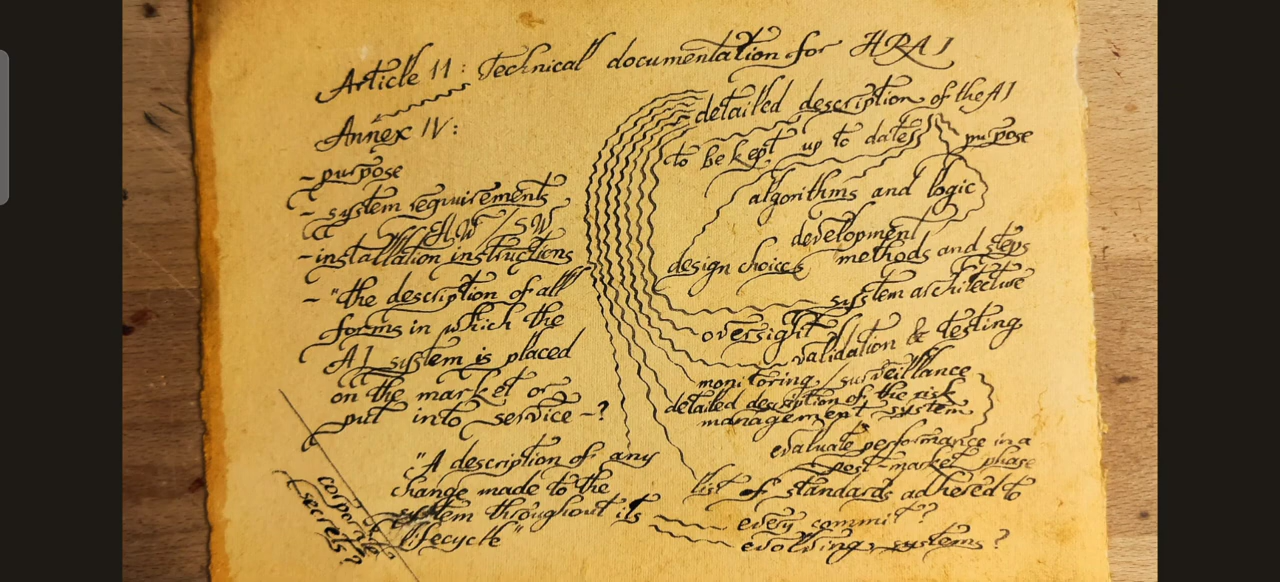 Article 11: Technical documentation for HRAI
Annex IV:
- purpose
- system requirements
HW/SW
- installation instructions
- "the description of all
forms in which the
AI system is placed
on the market or
put into service - ?
"A description of any
change made to the
system throughout its
lifecycle"
corporate
secrets?
detailed description of the AI
to be kept up to date
purpose
algorithms and logic
development
methods and steps
design choices
system architecture
oversight
validation & testing
monitoring/surveillance
detailed description of the risk
management system
evaluate performance in a
post-market phase
list of standards adhered to
every commit?
evolving systems?